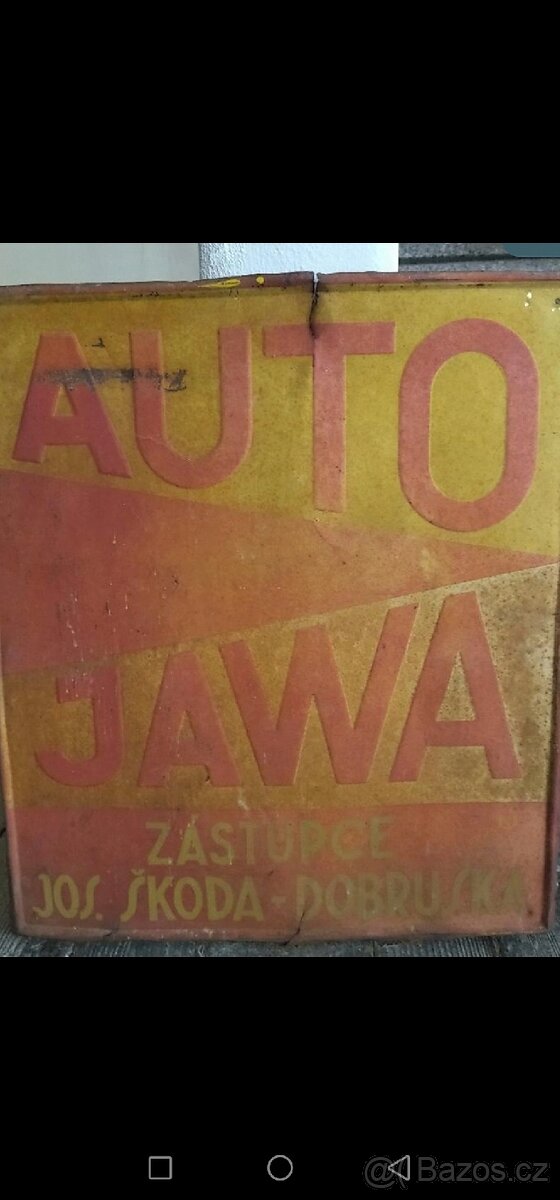 AUTO
JAWA
ZÁSTUPCE
JOS. ŠKODA - DOBRUŠKA
@ Bazos.cz